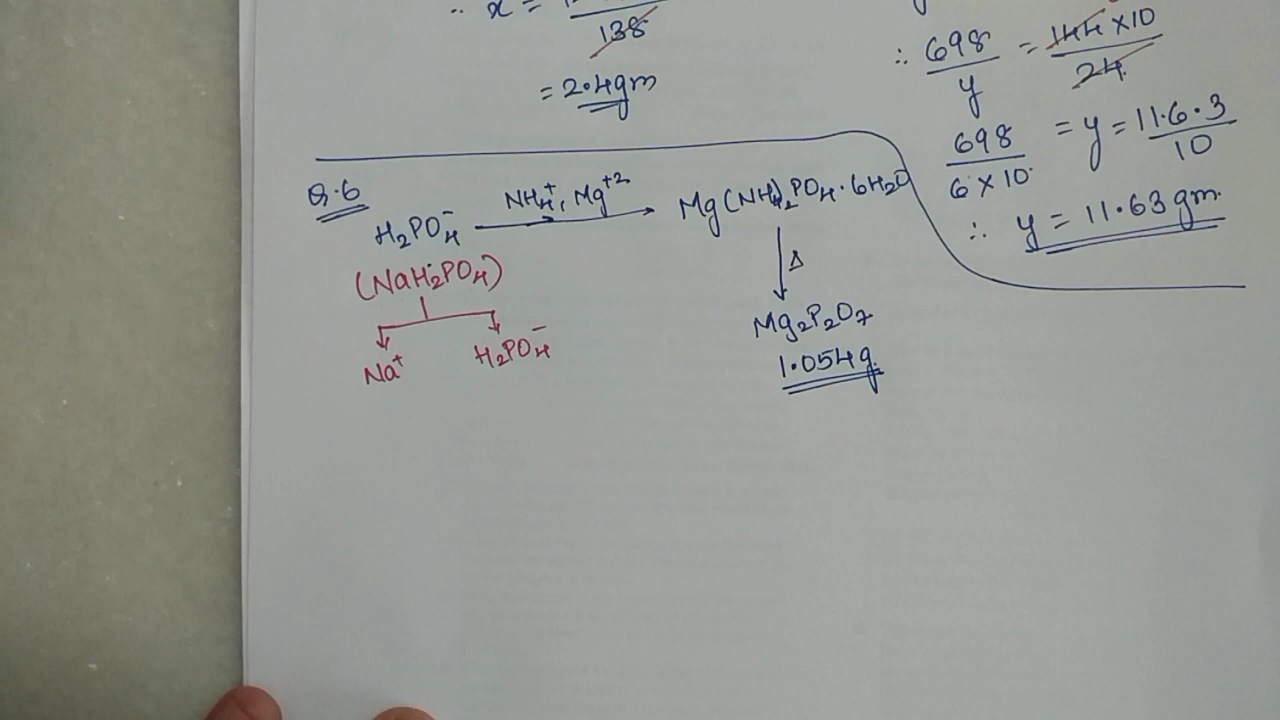 ∴ x =
138
= 2.4gm
∴ 698/y = 144 × 10/24
698/6 × 10 = y = 11.6.3/10
∴ y = 11.63 gm.
Q.6
H₂PO₄⁻ NH₄⁺, Mg⁺² → Mg(NH₄)₂PO₄·6H₂O
(NaH₂PO₄)
Δ
Na⁺ H₂PO₄⁻
Mg₂P₂O₇
1.054g.